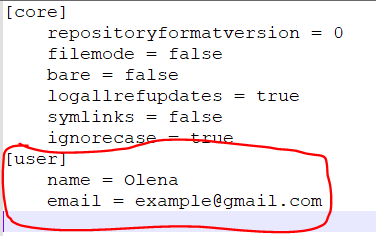 [core]
repositoryformatversion = 0
filemode = false
bare = false
logallrefupdates = true
symlinks = false
ignorecase = true
[user]
name = Olena
email = example@gmail.com